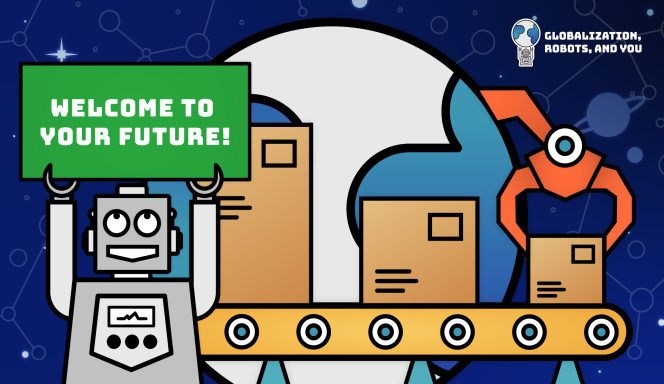 WELCOME TO
YOUR FUTURE!
GLOBALIZATION,
ROBOTS, AND YOU